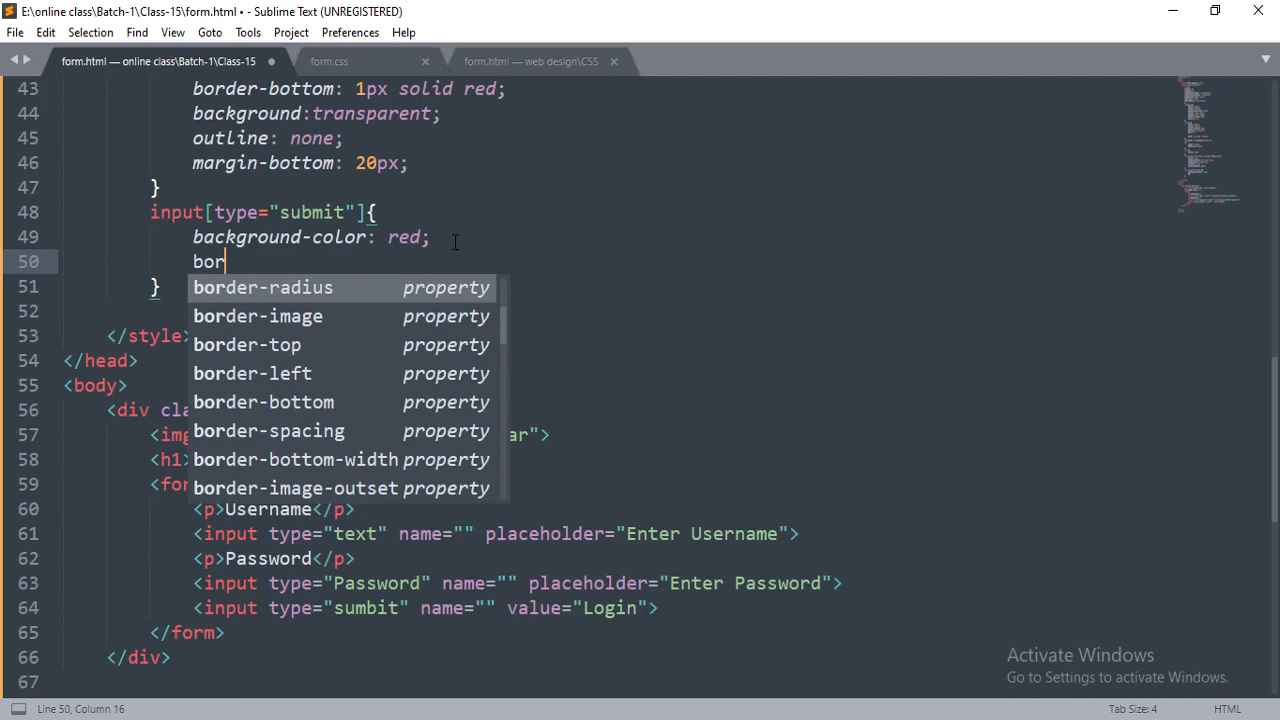 E:\online class\Batch-1\Class-15\form.html • - Sublime Text (UNREGISTERED)
File Edit Selection Find View Goto Tools Project Preferences Help
form.html — online class\Batch-1\Class-15
form.css
form.html — web design\CSS
43 border-bottom: 1px solid red;
44 background:transparent;
45 outline: none;
46 margin-bottom: 20px;
47 }
48 input[type="submit"]{
49 background-color: red;
50 bor
51 }
border-radius property
52
border-image property
53 </style>
border-top property
54 </head>
border-left property
55 <body>
border-bottom property
56 <div cla
border-spacing property
57 <img ar">
border-bottom-width property
58 <h1>
border-image-outset property
59 <for
60 <p>Username</p>
61 <input type="text" name="" placeholder="Enter Username">
62 <p>Password</p>
63 <input type="Password" name="" placeholder="Enter Password">
64 <input type="sumbit" name="" value="Login">
65 </form>
66 </div>
67
Activate Windows
Go to Settings to activate Windows.
Line 50, Column 16
Tab Size: 4
HTML